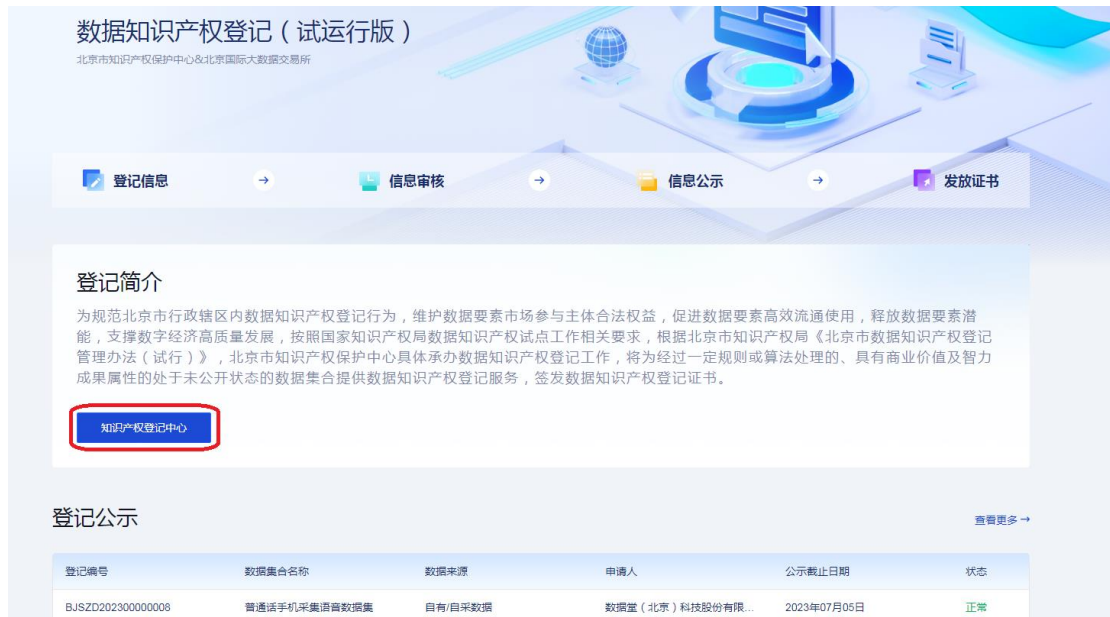 数据知识产权登记（试运行版）
北京市知识产权保护中心&北京国际大数据交易所
登记信息 → 信息审核 → 信息公示 → 发放证书
登记简介
为规范北京市行政辖区内数据知识产权登记行为，维护数据要素市场参与主体合法权益，促进数据要素高效流通使用，释放数据要素潜
能，支撑数字经济高质量发展，按照国家知识产权局数据知识产权试点工作相关要求，根据北京市知识产权局《北京市数据知识产权登记
管理办法（试行）》，北京市知识产权保护中心具体承办数据知识产权登记工作，将为经过一定规则或算法处理的、具有商业价值及智力
成果属性的处于未公开状态的数据集合提供数据知识产权登记服务，签发数据知识产权登记证书。
知识产权登记中心
登记公示
查看更多→
登记编号 数据集合名称 数据来源 申请人 公示截止日期 状态
BJSZD202300000008 普通话手机采集语音数据集 自有/自采数据 数据堂（北京）科技股份有限... 2023年07月05日 正常